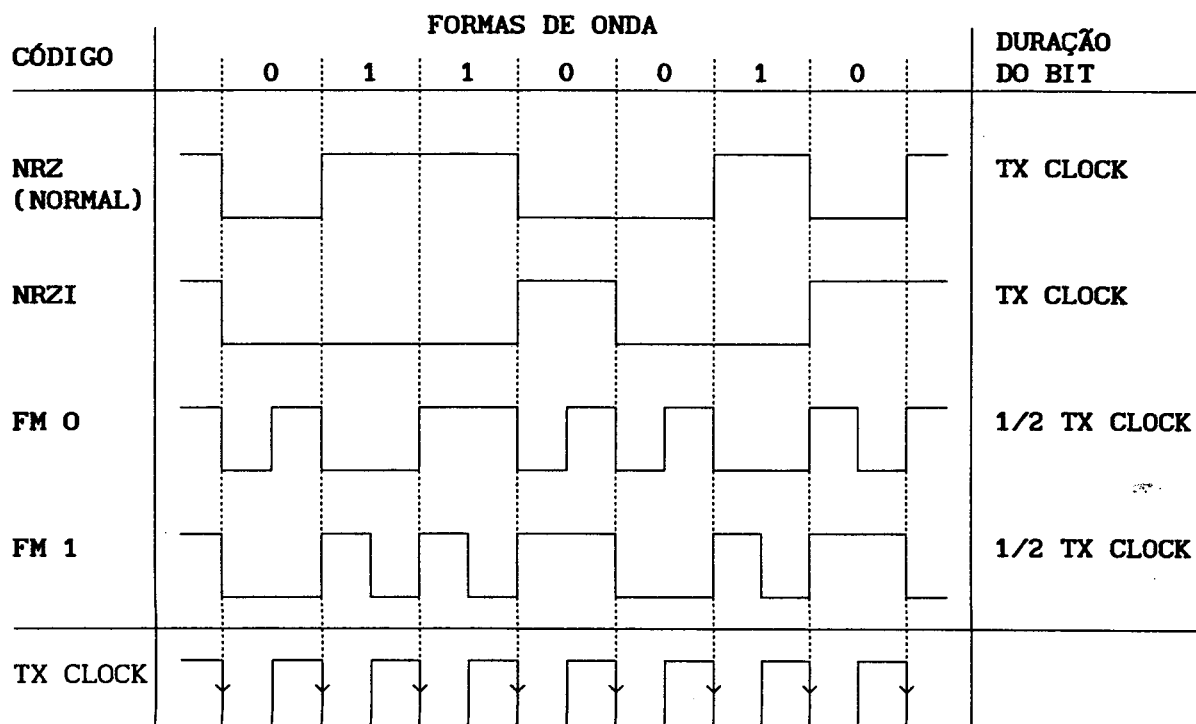 FORMAS DE ONDA
CÓDIGO
0 1 1 0 0 1 0
DURAÇÃO
DO BIT
NRZ
(NORMAL)
TX CLOCK
NRZI
TX CLOCK
FM 0
1/2 TX CLOCK
FM 1
1/2 TX CLOCK
TX CLOCK